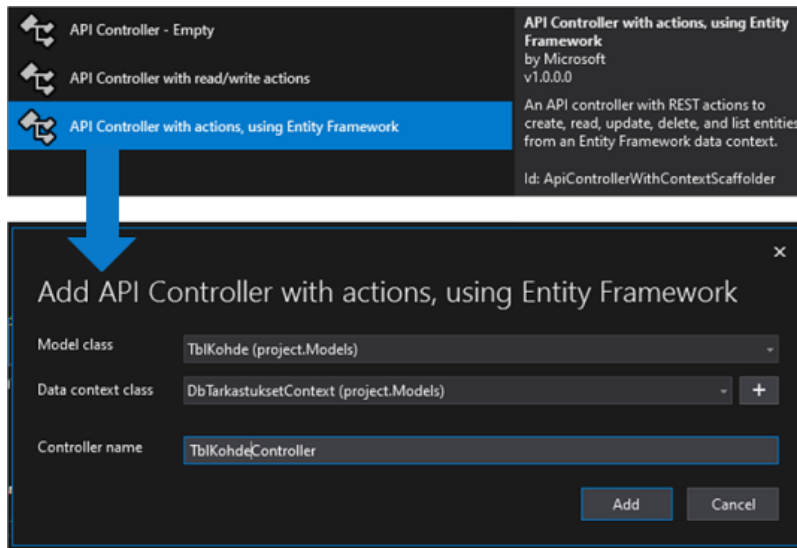 API Controller - Empty
API Controller with read/write actions
API Controller with actions, using Entity Framework
API Controller with actions, using Entity
Framework
by Microsoft
v1.0.0.0
An API controller with REST actions to
create, read, update, delete, and list entities
from an Entity Framework data context.
Id: ApiControllerWithContextScaffolder
Add API Controller with actions, using Entity Framework
Model class
TblKohde (project.Models)
Data context class
DbTarkastuksetContext (project.Models)
Controller name
TblKohdeController
Add
Cancel